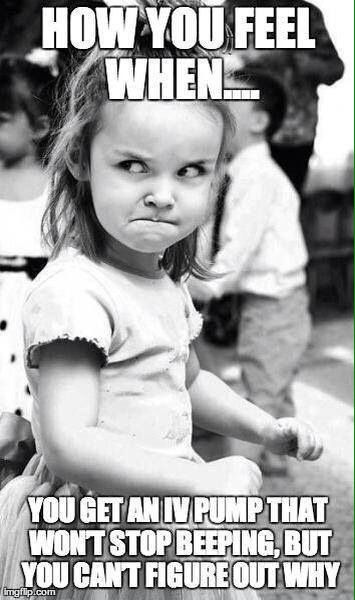 HOW YOU FEEL
WHEN....
YOU GET AN IV PUMP THAT
WON'T STOP BEEPING, BUT
YOU CAN'T FIGURE OUT WHY
imgflip.com